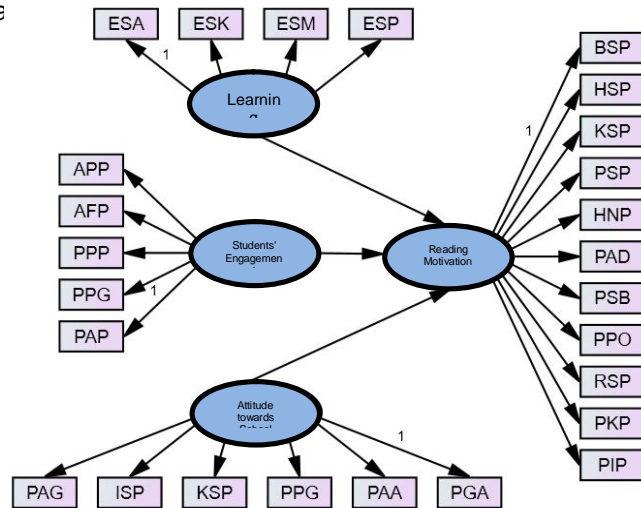 ESA
ESK
ESM
ESP
1
Learnin
BSP
HSP
KSP
PSP
HNP
PAD
PSB
PPO
RSP
PKP
PIP
1
APP
AFP
PPP
PPG
PAP
1
Students'
Engagemen
Reading
Motivation
Attitude
towards
School
1
PAG
ISP
KSP
PPG
PAA
PGA